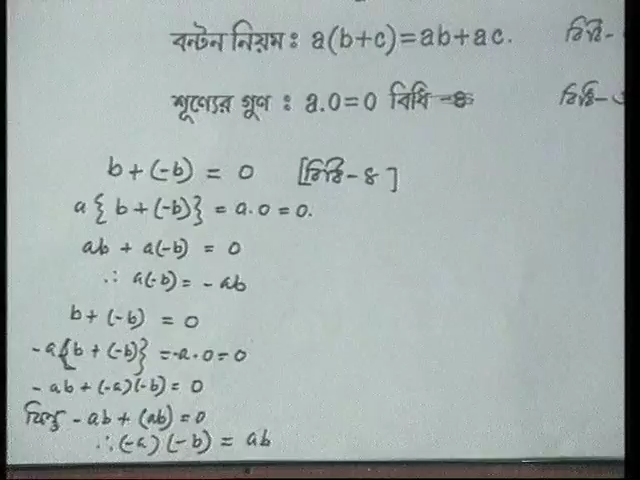 বন্টন নিয়ম : a(b+c)=ab+ac. বিধি-
শূণ্যের গুণ : a.0=0 বিধি -৪ বিধি-
b+(-b) = 0 [বিধি-৪]
a{b+(-b)} = a.0 = 0.
ab + a(-b) = 0
∴ a(-b) = - ab
b + (-b) = 0
-a{b+(-b)} = -a.0=0
- ab + (-a)(-b) = 0
কিন্তু - ab + (ab) = 0
∴ (-a) (-b) = ab